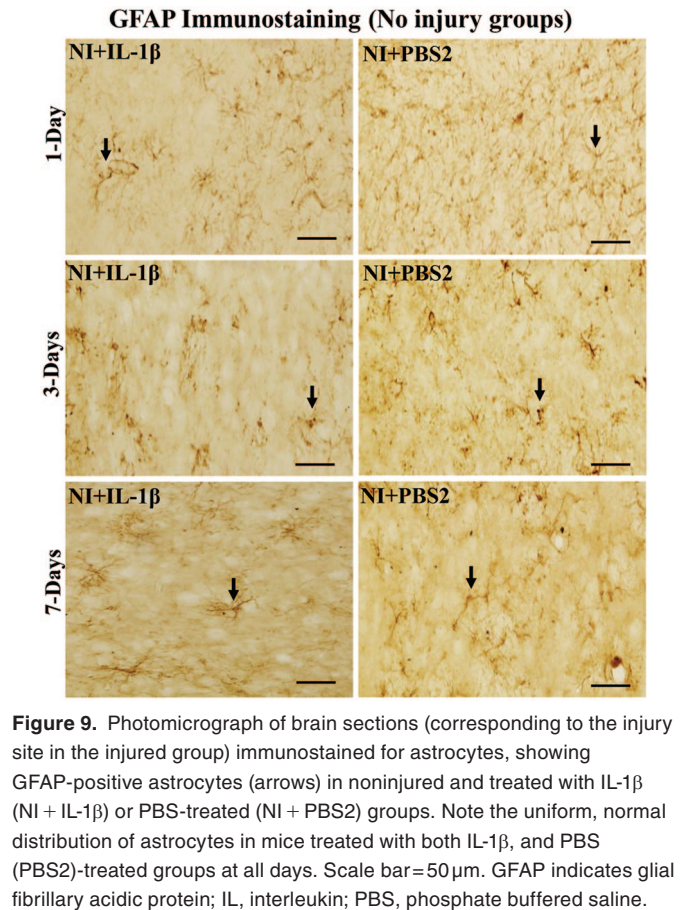 GFAP Immunostaining (No injury groups)
NI+IL-1β
NI+PBS2
1-Day
NI+IL-1β
NI+PBS2
3-Days
NI+IL-1β
NI+PBS2
7-Days
Figure 9. Photomicrograph of brain sections (corresponding to the injury
site in the injured group) immunostained for astrocytes, showing
GFAP-positive astrocytes (arrows) in noninjured and treated with IL-1β
(NI + IL-1β) or PBS-treated (NI + PBS2) groups. Note the uniform, normal
distribution of astrocytes in mice treated with both IL-1β, and PBS
(PBS2)-treated groups at all days. Scale bar = 50 μm. GFAP indicates glial
fibrillary acidic protein; IL, interleukin; PBS, phosphate buffered saline.